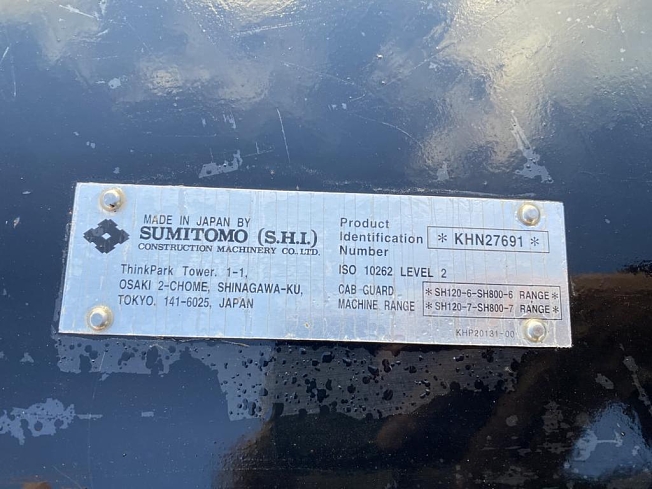 MADE IN JAPAN BY
SUMITOMO (S.H.I.)
CONSTRUCTION MACHINERY CO., LTD.
ThinkPark Tower. 1-1,
OSAKI 2-CHOME, SHINAGAWA-KU,
TOKYO. 141-6025, JAPAN
Product
Identification
Number
* KHN27691 *
ISO 10262 LEVEL 2
CAB GUARD
MACHINE RANGE
* SH120-6-SH800-6 RANGE *
* SH120-7-SH800-7 RANGE *
KHP20131-00